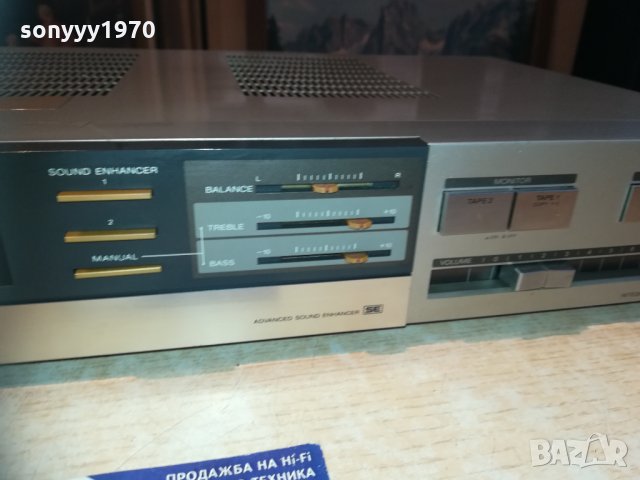 sonyyy1970
SOUND ENHANCER
1
2
MANUAL
L R
BALANCE
-10 +10
TREBLE
-10 +10
BASS
ADVANCED SOUND ENHANCER SE
MONITOR
TAPE 2 TAPE 1
VOLUME
ПРОДАЖБА НА Hi-Fi
ТЕХНИКА
BAZAR